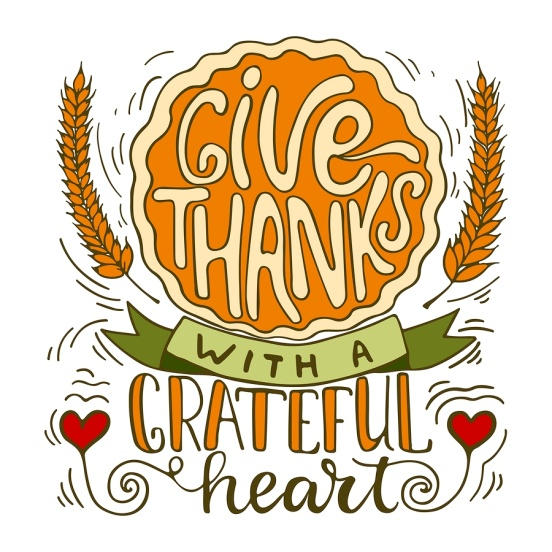 GiVe
THANKS
WITH A
GRATEFUL
heart